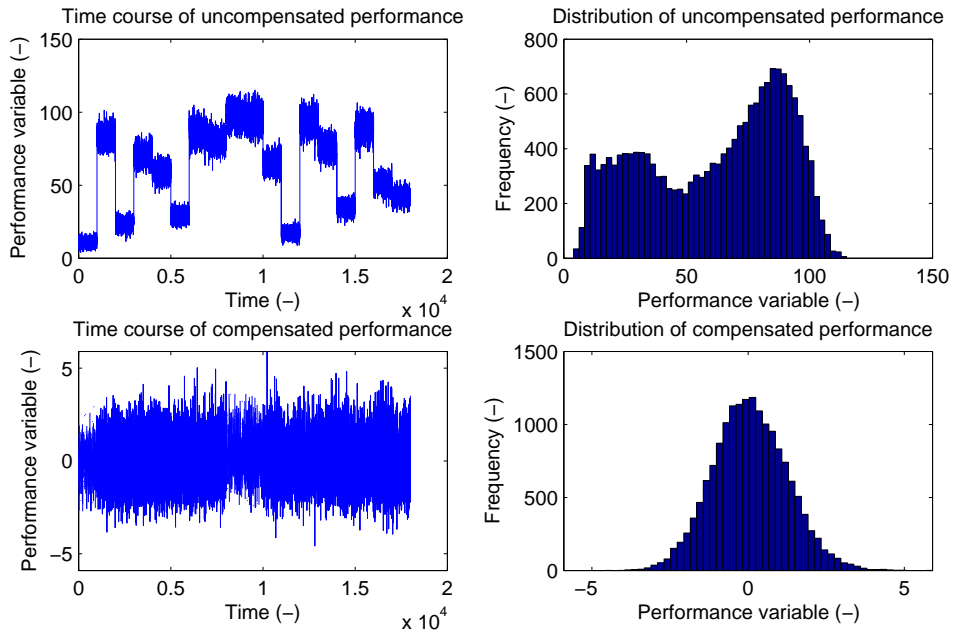 Time course of uncompensated performance
Performance variable (−)
150
100
50
0
0 0.5 1 1.5 2
x 10^4
Time (−)
Distribution of uncompensated performance
Frequency (−)
800
600
400
200
0
0 50 100 150
Performance variable (−)
Time course of compensated performance
Performance variable (−)
5
0
−5
0 0.5 1 1.5 2
x 10^4
Time (−)
Distribution of compensated performance
Frequency (−)
1500
1000
500
0
−5 0 5
Performance variable (−)